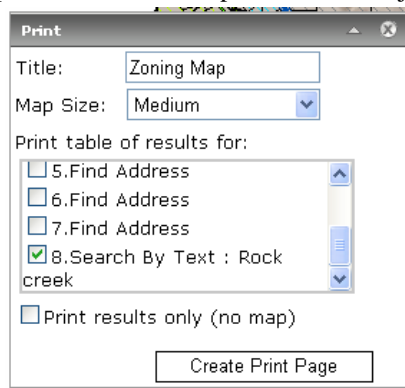 Print
Title: Zoning Map
Map Size: Medium
Print table of results for:
5.Find Address
6.Find Address
7.Find Address
8.Search By Text : Rock
creek
Print results only (no map)
Create Print Page